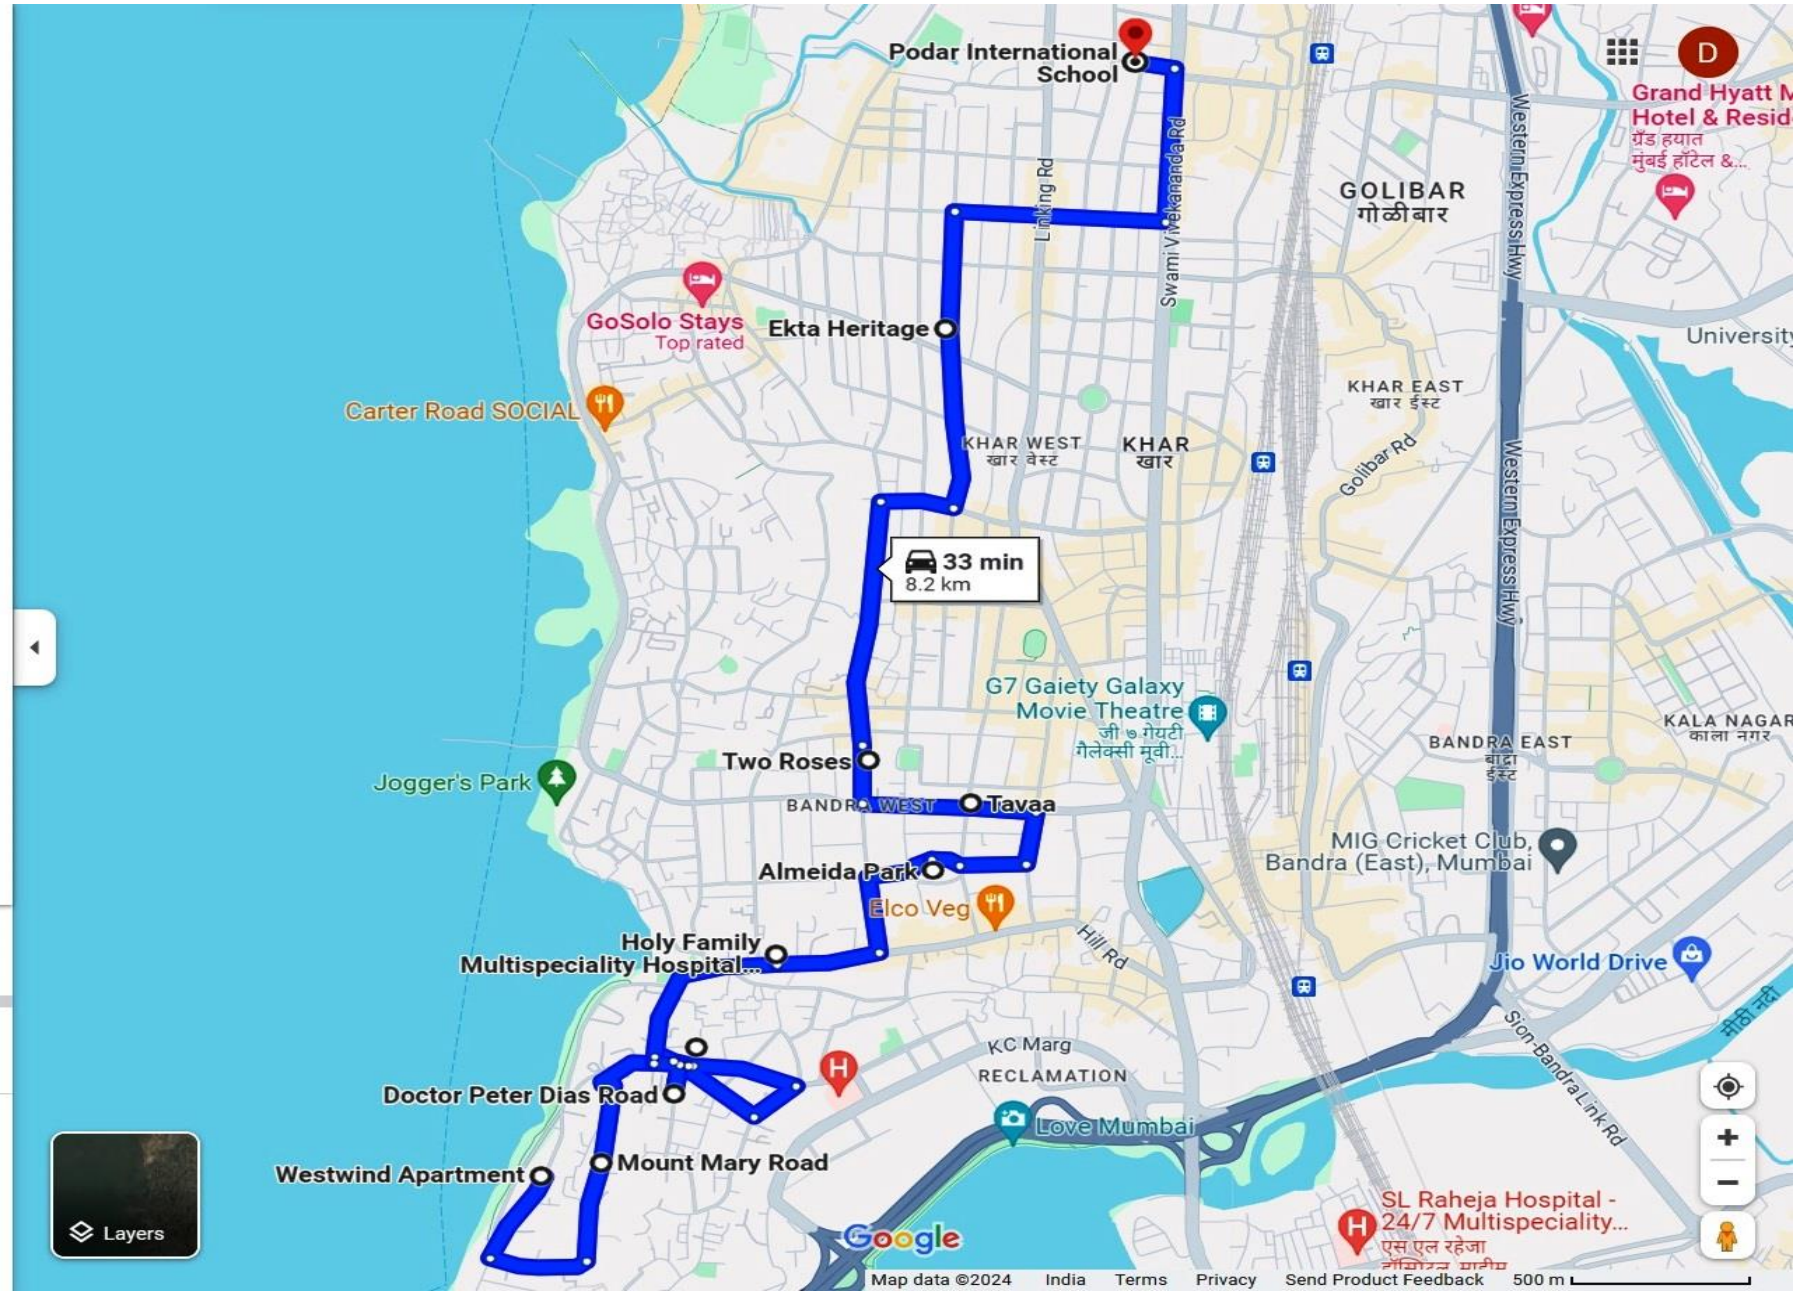 Podar International
School
D
Grand Hyatt M
Hotel & Resid
ग्रँड हयात
मुंबई हॉटेल &...
Western Express Hwy
Linking Rd
Swami Vivekananda Rd
GOLIBAR
गोळीबार
GoSolo Stays
Top rated
Ekta Heritage
University
Carter Road SOCIAL
KHAR EAST
खार ईस्ट
KHAR WEST
खार वेस्ट
KHAR
खार
Golibar Rd
Western Express Hwy
33 min
8.2 km
G7 Gaiety Galaxy
Movie Theatre
जी ७ गेयटी
गैलेक्सी मूवी...
KALA NAGAR
काला नगर
BANDRA EAST
बांद्रा
ईस्ट
Two Roses
Jogger's Park
BANDRA WEST
Tavaa
MIG Cricket Club,
Bandra (East), Mumbai
Almeida Park
Elco Veg
Hill Rd
Holy Family
Multispeciality Hospital...
Jio World Drive
मीठी नदी
Sion-Bandra Link Rd
KC Marg
RECLAMATION
H
Doctor Peter Dias Road
Love Mumbai
Westwind Apartment
Mount Mary Road
SL Raheja Hospital -
24/7 Multispeciality...
एस एल रहेजा
हॉस्पिटल, माहीम
H
Layers
Google
Map data ©2024 India Terms Privacy Send Product Feedback 500 m